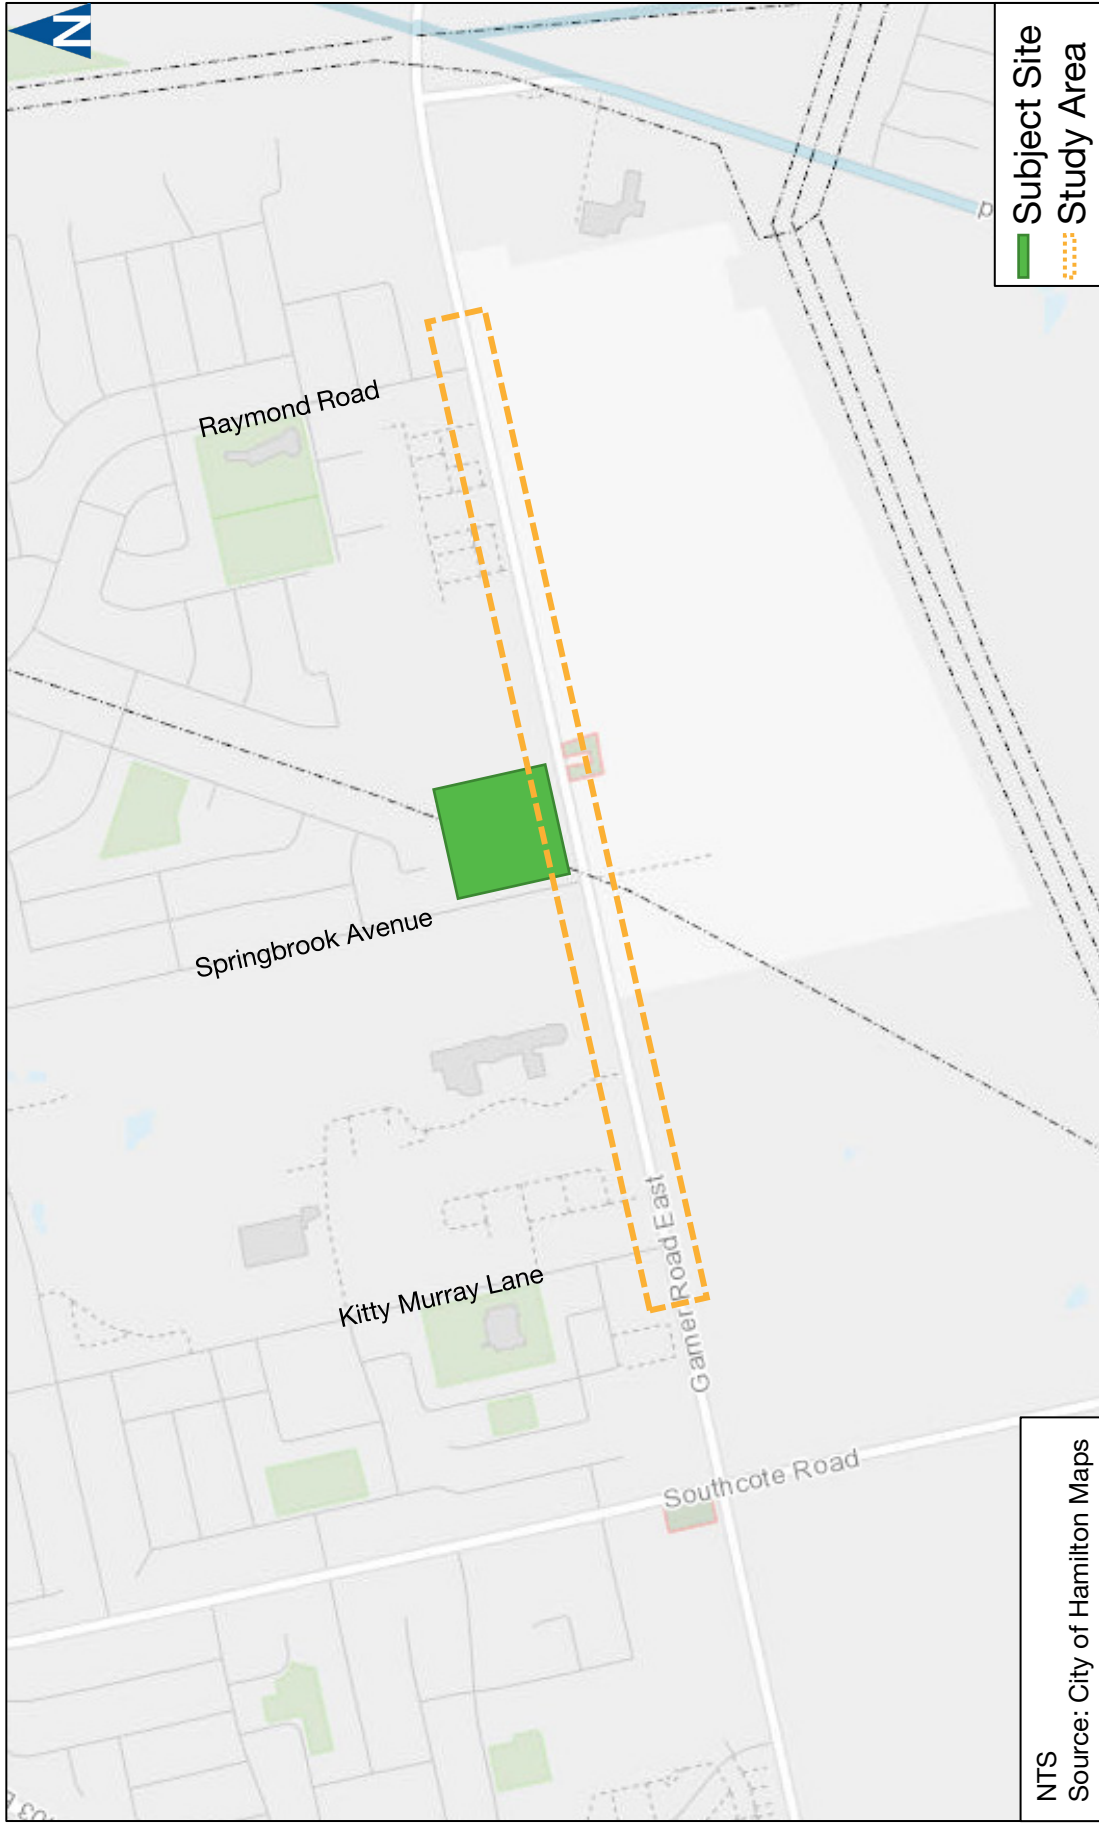 N
Subject Site
Study Area
Raymond Road
Springbrook Avenue
Kitty Murray Lane
Garner Road East
Southcote Road
NTS
Source: City of Hamilton Maps